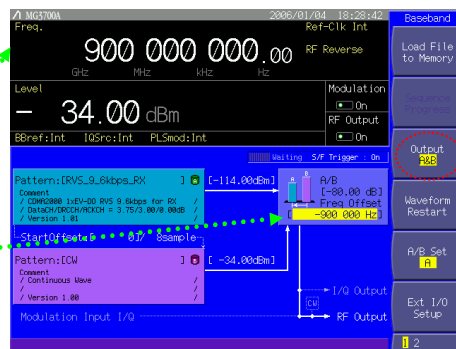 MG3700A 2006/01/04 18:28:42
Freq. Ref-Clk Int
900 000 000.00 RF Reverse
GHz MHz kHz Hz
Level
- 34.00 dBm
Modulation
On
RF Output
On
BBref:Int IQSrc:Int PLSmod:Int
Waiting S/F Trigger : On
Pattern:[RVS_9_6kbps_RX ] [-114.00dBm]
Comment
/ CDMA2000 1xEV-DO RVS 9.6kbps for RX /
/ DataCH/DRCCH/ACKCH = 3.75/3.00/0.00dB /
/ Version 1.01 /
A B
A/B
[-80.00 dB]
Freq Offset
[ -900 000 Hz]
StartOffset:[ 0]/ 8sample
Pattern:[CW ] [ -34.00dBm]
Comment
/ Continuous Wave /
/ /
/ Version 1.00 /
I/Q Output
CW
Modulation Input I/Q RF Output
Baseband
Load File
to Memory
Sequence
Progress
Output
A&B
Waveform
Restart
A/B Set
A
Ext I/O
Setup
1 2